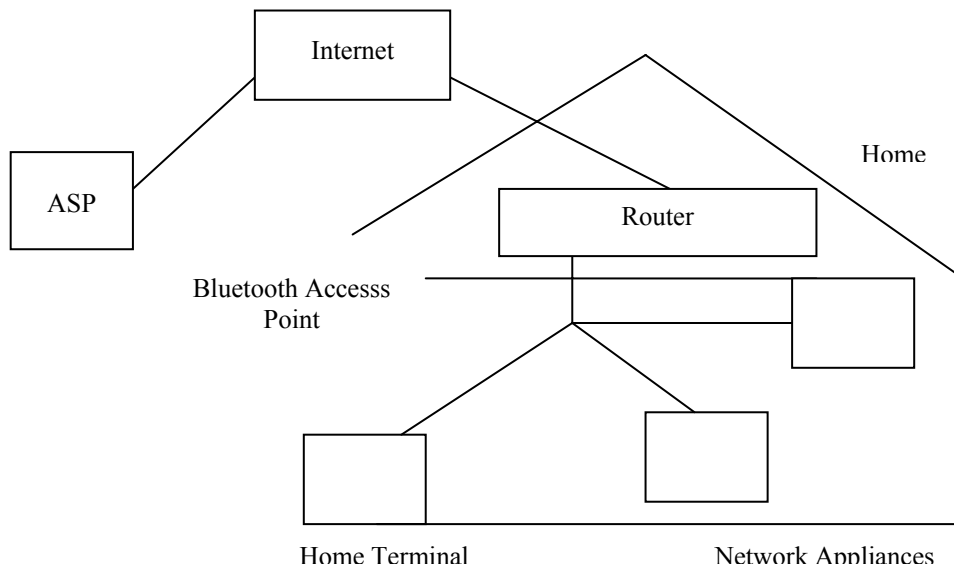 Internet
Home
ASP
Router
Bluetooth Accesss
Point
Home Terminal
Network Appliances